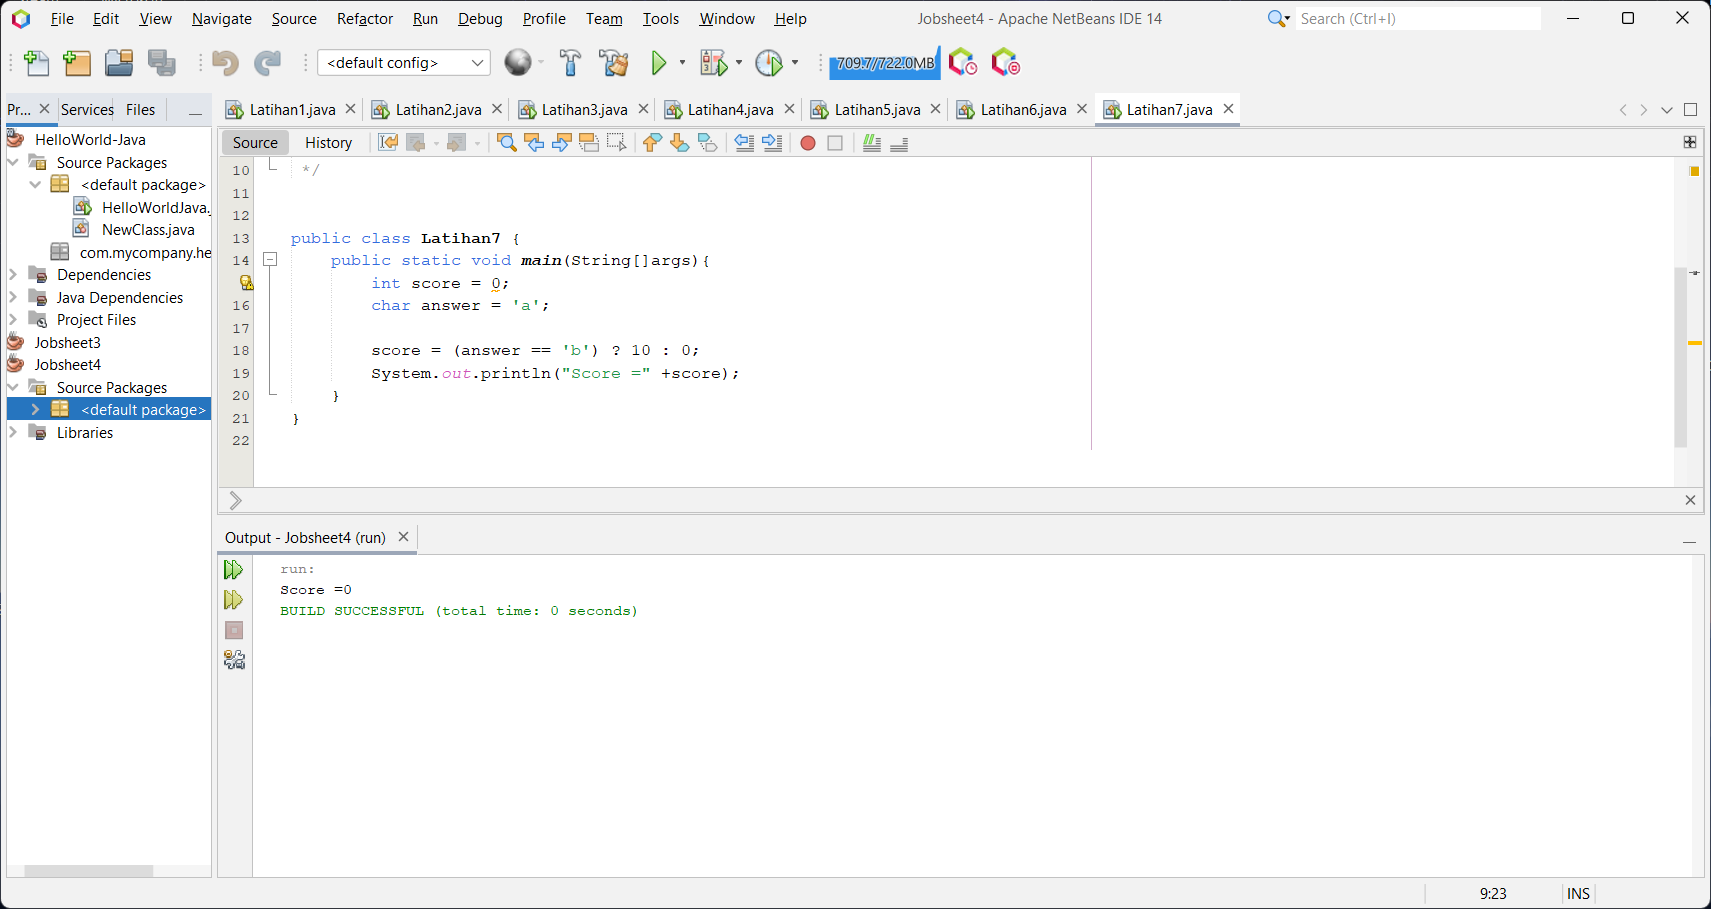 Jobsheet4 - Apache NetBeans IDE 14
File Edit View Navigate Source Refactor Run Debug Profile Team Tools Window Help
Search (Ctrl+I)
<default config>
709.7/722.0MB
Pr... Services Files
Latihan1.java Latihan2.java Latihan3.java Latihan4.java Latihan5.java Latihan6.java Latihan7.java
HelloWorld-Java
Source Packages
<default package>
HelloWorldJava.
NewClass.java
com.mycompany.he
Dependencies
Java Dependencies
Project Files
Jobsheet3
Jobsheet4
Source Packages
<default package>
Libraries
Source History
10 */
11
12
13 public class Latihan7 {
14 public static void main(String[]args){
int score = 0;
16 char answer = 'a';
17
18 score = (answer == 'b') ? 10 : 0;
19 System.out.println("Score =" +score);
20 }
21 }
22
Output - Jobsheet4 (run)
run:
Score =0
BUILD SUCCESSFUL (total time: 0 seconds)
9:23 INS